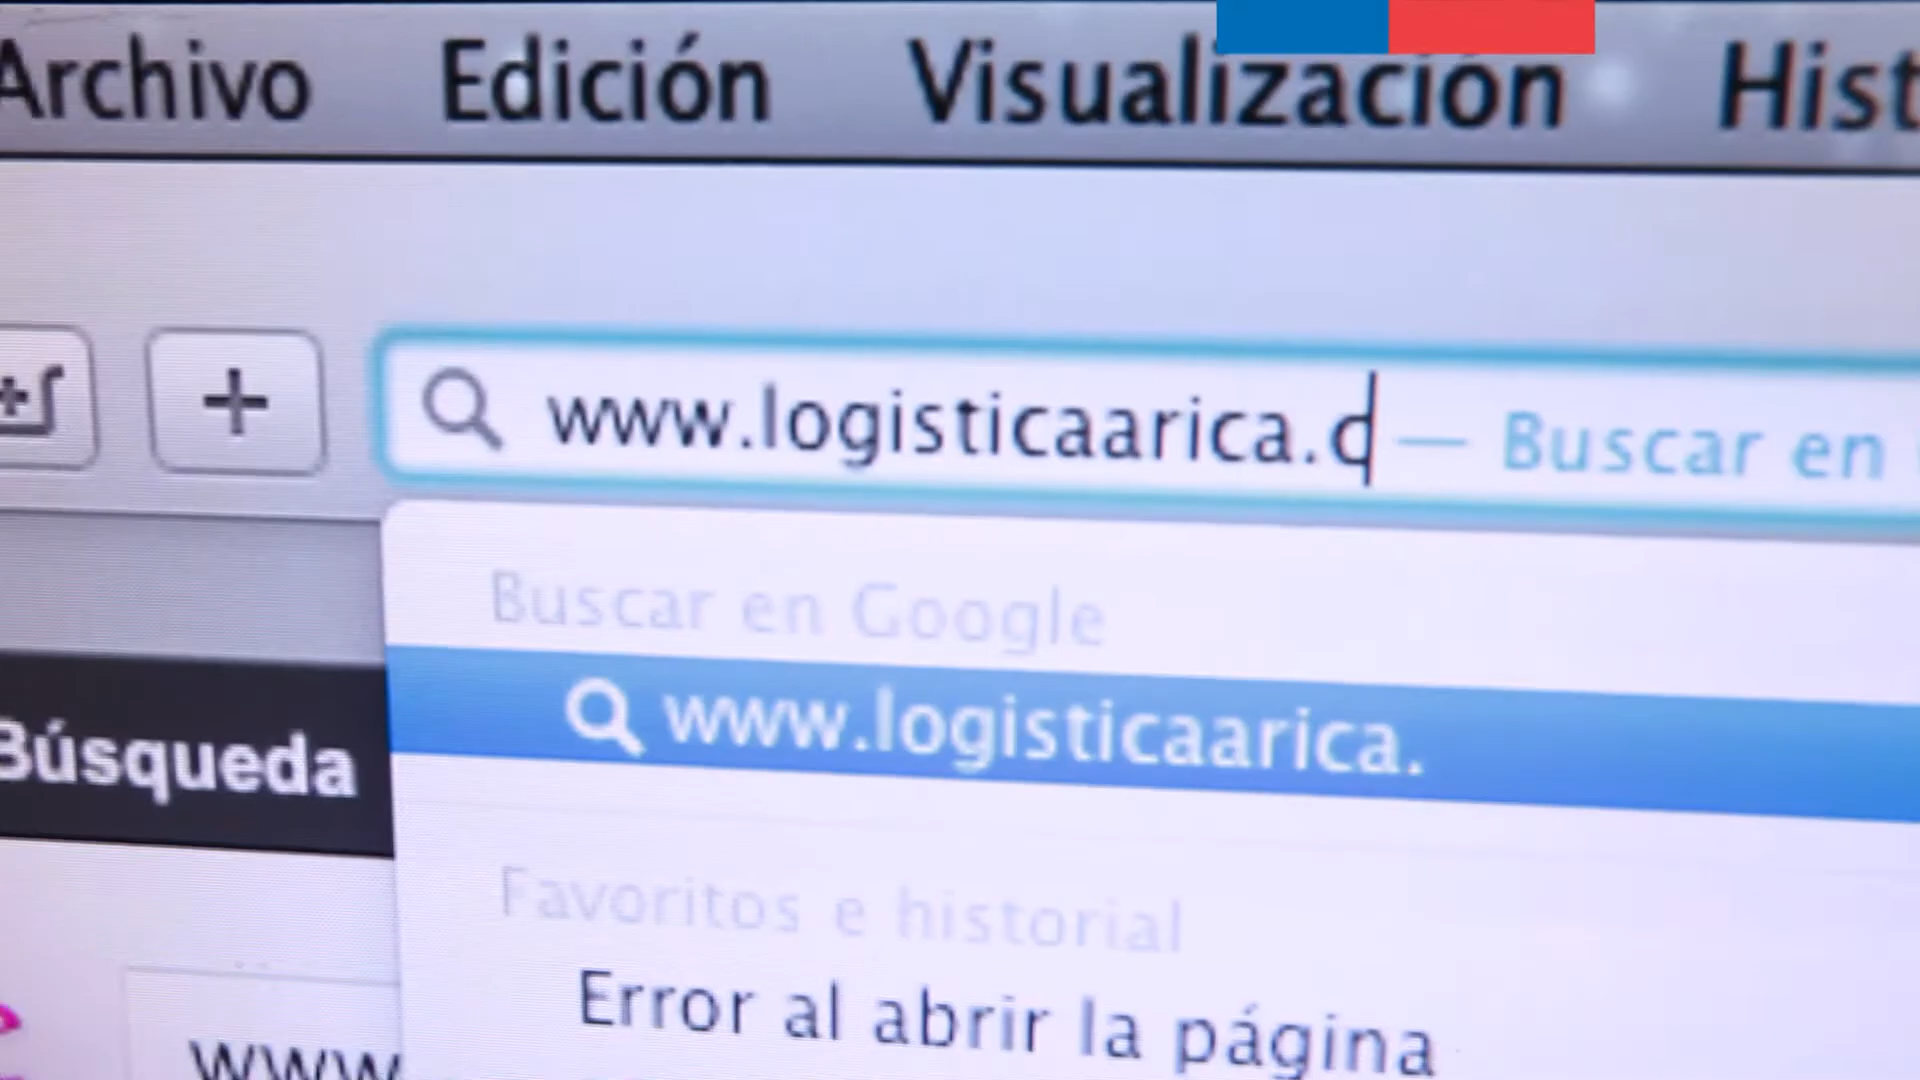 Archivo Edición Visualización Hist
www.logisticaarica.c — Buscar en
Buscar en Google
www.logisticaarica.
Búsqueda
Favoritos e historial
Error al abrir la página
www